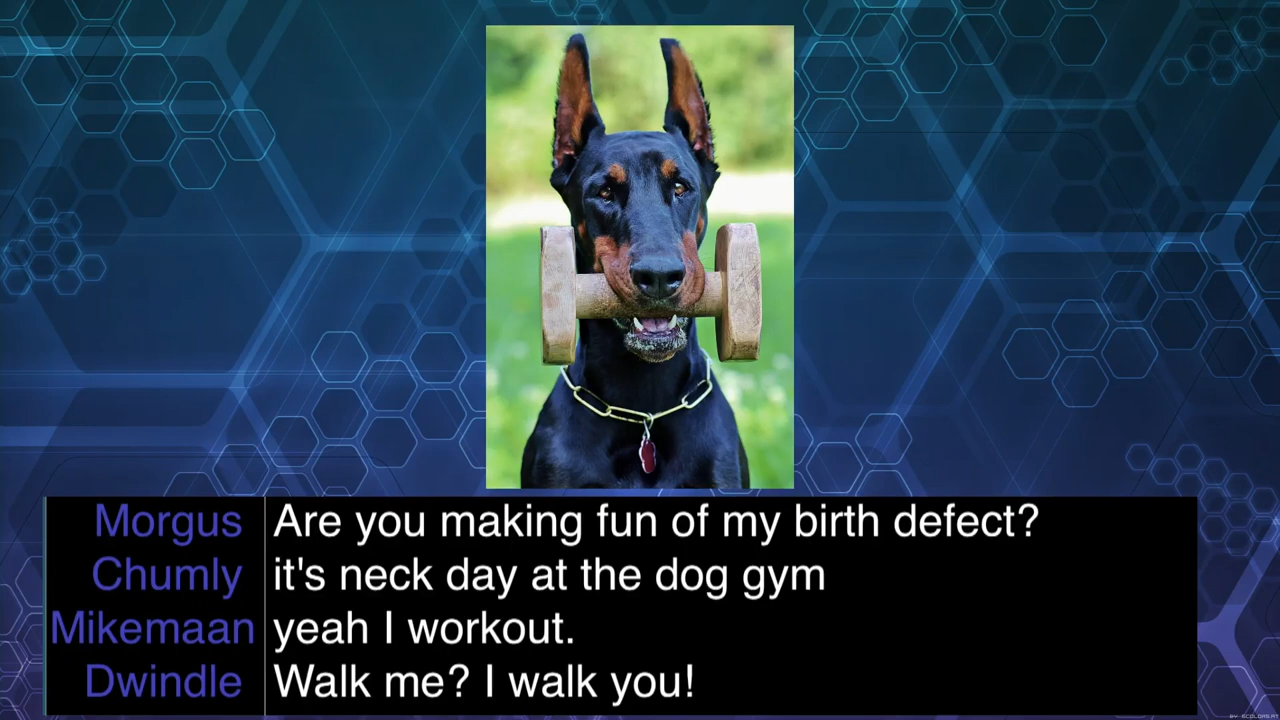 Morgus Are you making fun of my birth defect?
Chumly it's neck day at the dog gym
Mikemaan yeah I workout.
Dwindle Walk me? I walk you!